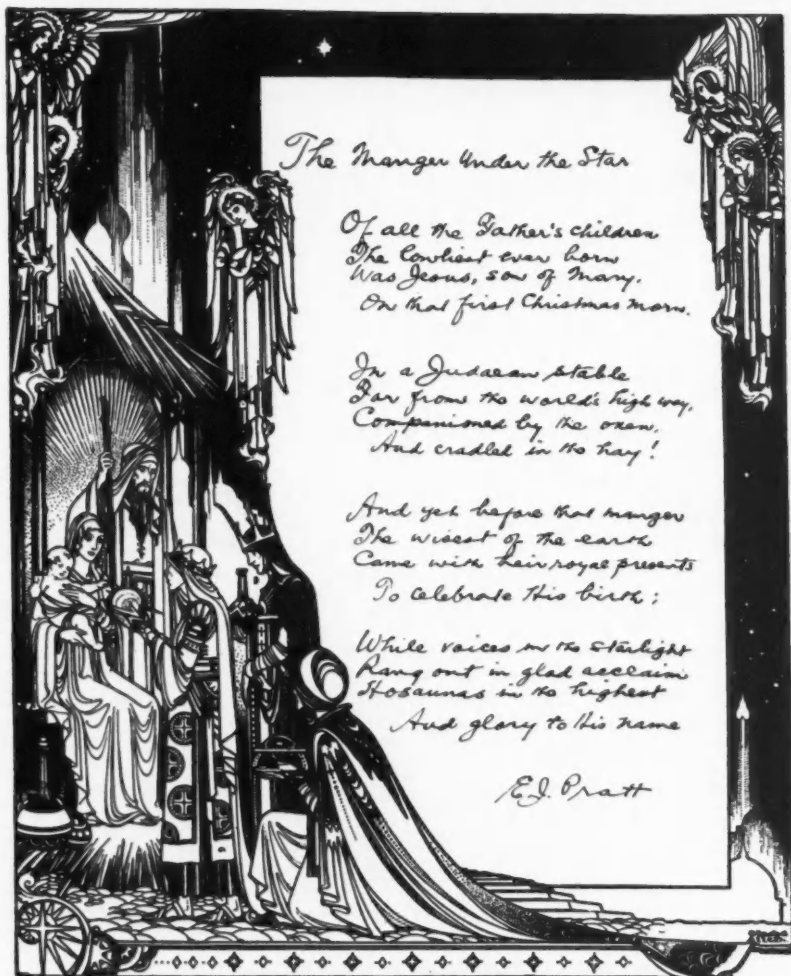 The Manger Under the Star
Of all the Father's children
The lowliest ever born
Was Jesus, son of Mary,
On that first Christmas morn.
In a Judaean stable
Far from the world's high way,
Companioned by the oxen,
And cradled in the hay!
And yet before that manger
The wisest of the earth
Came with their royal presents
To celebrate His birth;
While voices in the starlight
Rang out in glad acclaim
Hosannas in the highest
And glory to His name
E.J. Pratt